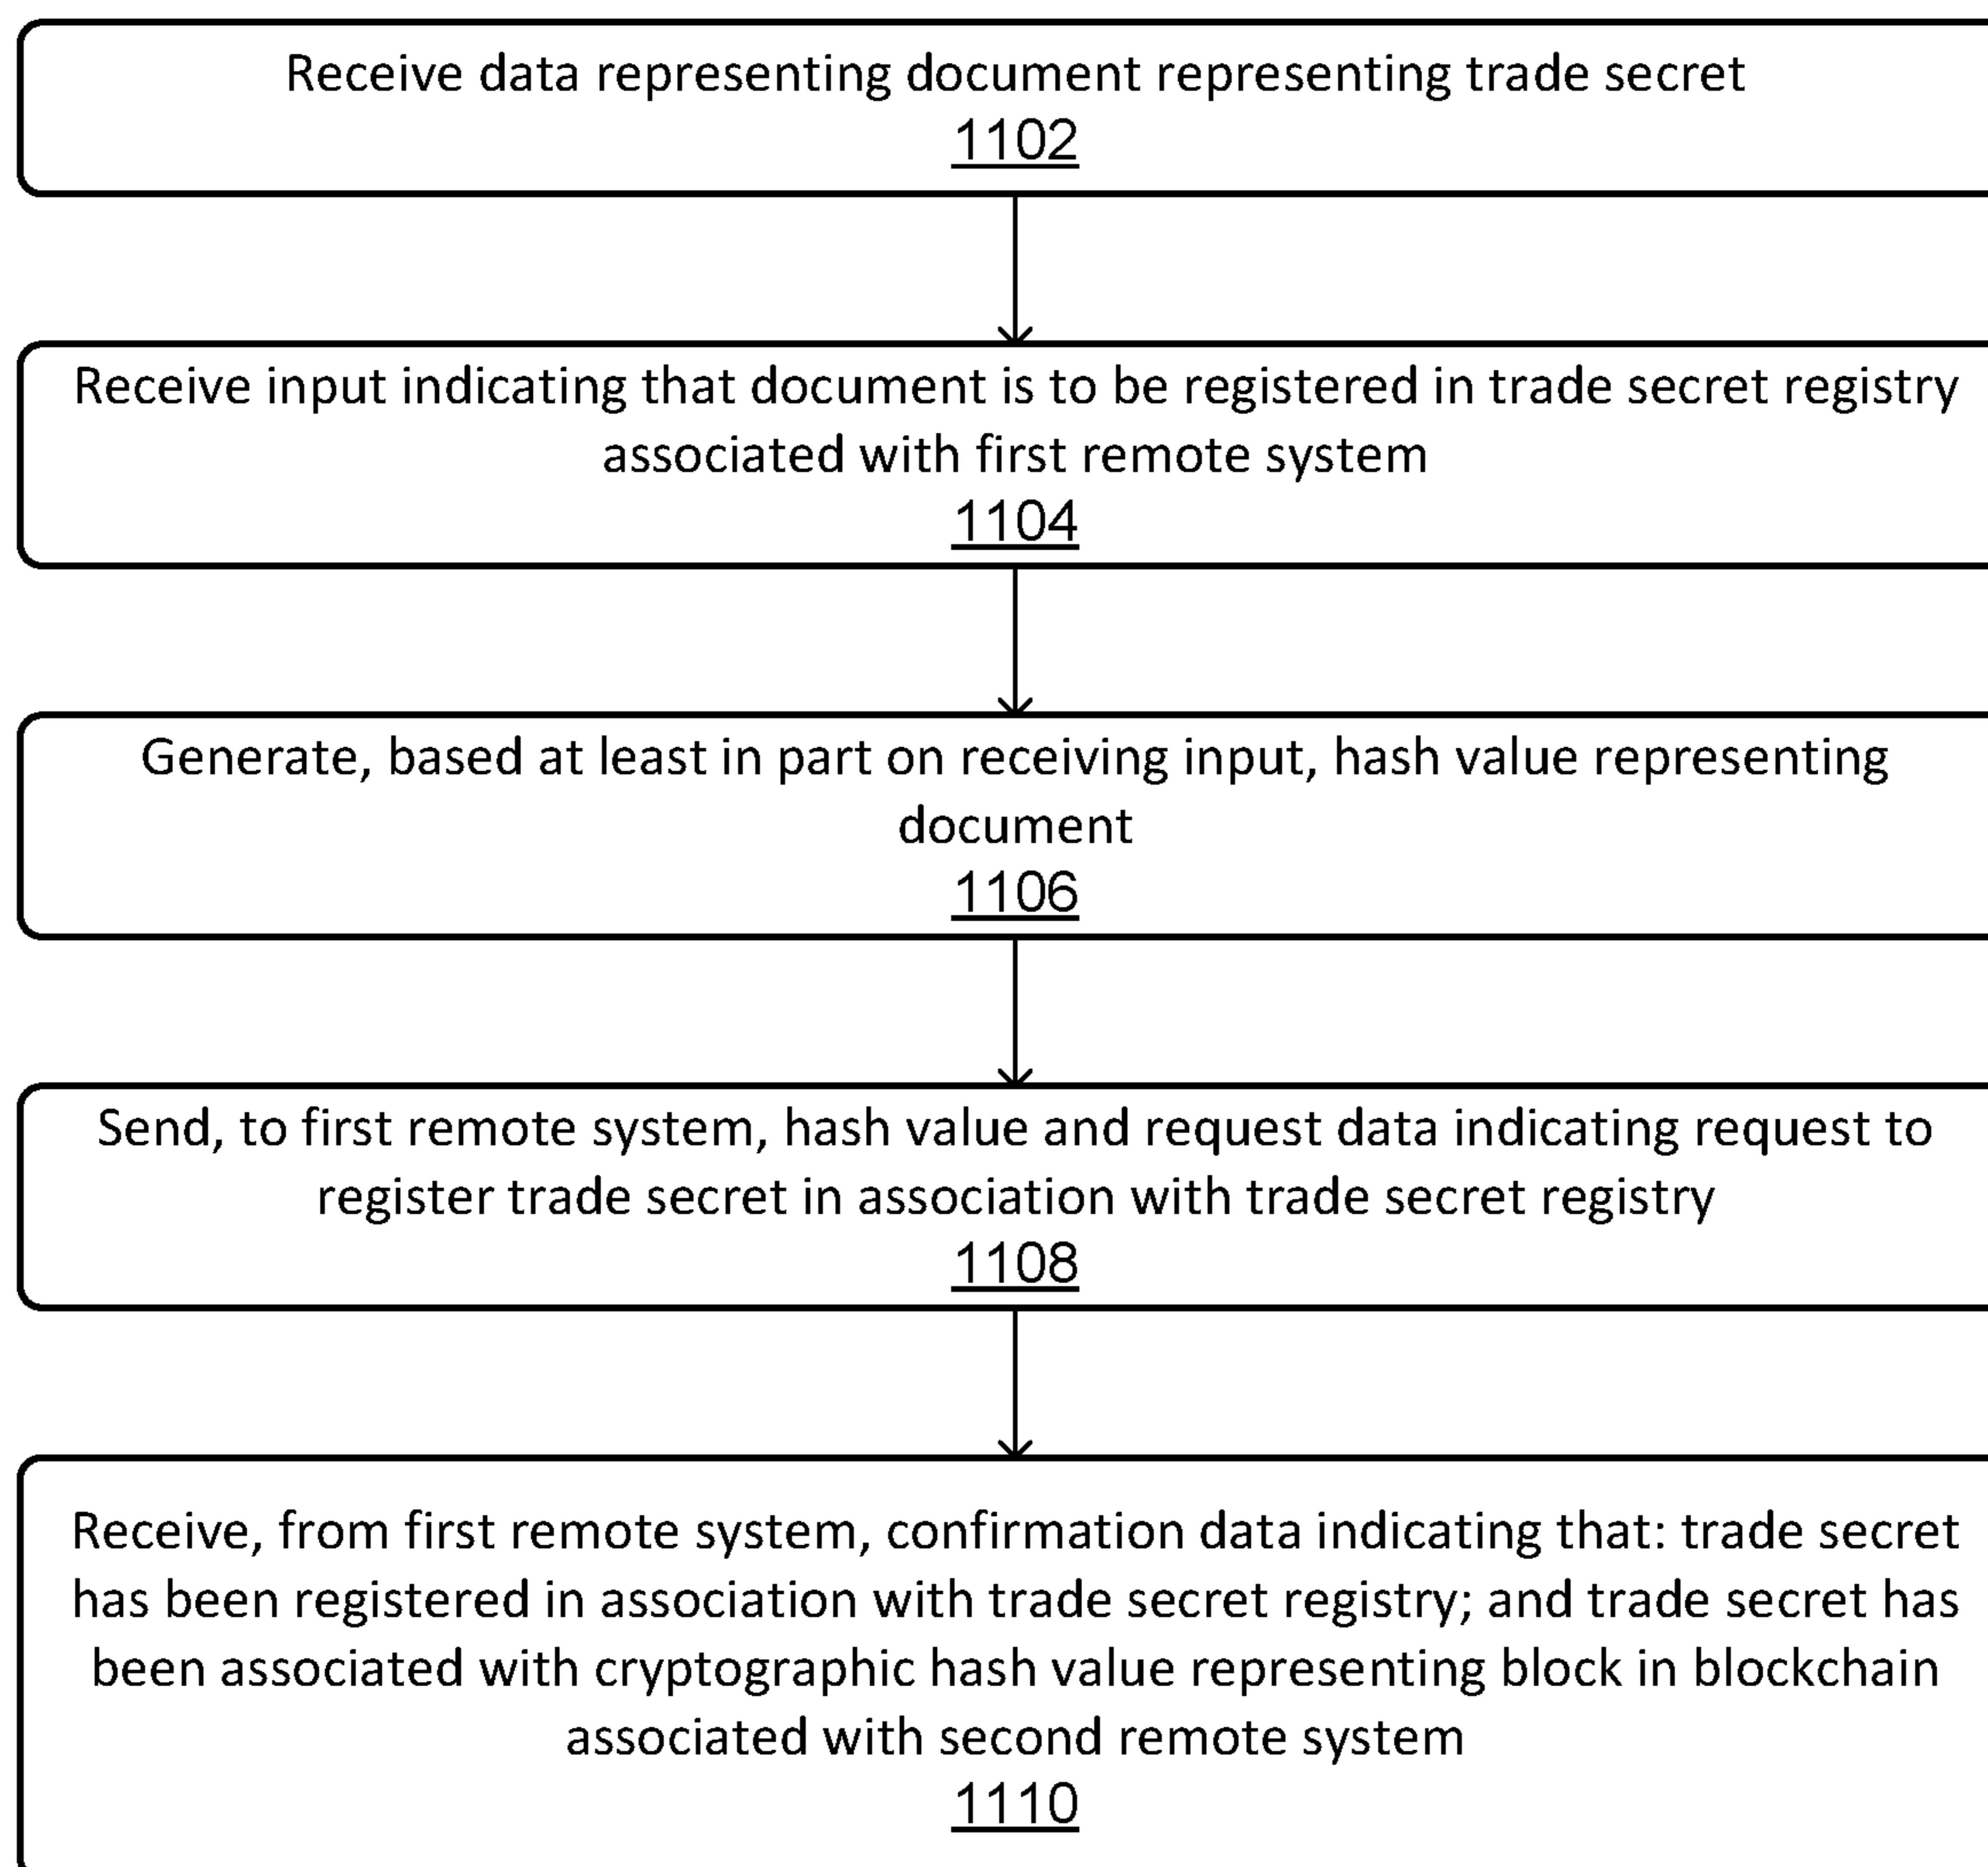 Receive data representing document representing trade secret
1102
Receive input indicating that document is to be registered in trade secret registry
associated with first remote system
1104
Generate, based at least in part on receiving input, hash value representing
document
1106
Send, to first remote system, hash value and request data indicating request to
register trade secret in association with trade secret registry
1108
Receive, from first remote system, confirmation data indicating that: trade secret
has been registered in association with trade secret registry; and trade secret has
been associated with cryptographic hash value representing block in blockchain
associated with second remote system
1110